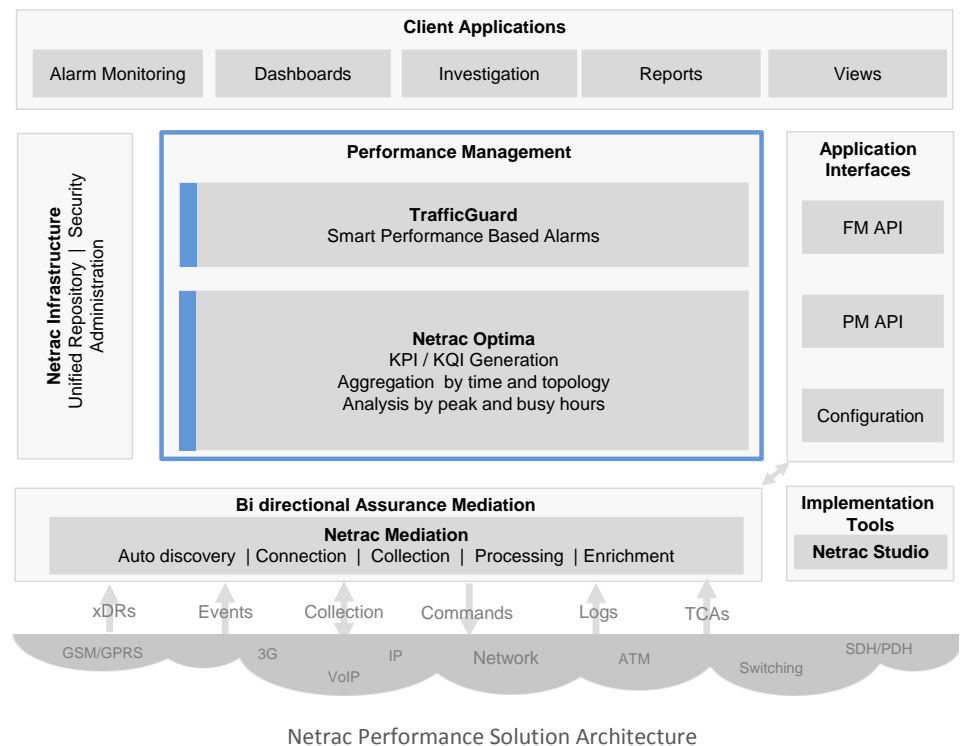 Client Applications
Alarm Monitoring
Dashboards
Investigation
Reports
Views
Netrac Infrastructure
Unified Repository | Security
Administration
Performance Management
TrafficGuard
Smart Performance Based Alarms
Netrac Optima
KPI / KQI Generation
Aggregation by time and topology
Analysis by peak and busy hours
Application
Interfaces
FM API
PM API
Configuration
Bi directional Assurance Mediation
Netrac Mediation
Auto discovery | Connection | Collection | Processing | Enrichment
Implementation
Tools
Netrac Studio
xDRs
Events
Collection
Commands
Logs
TCAs
GSM/GPRS
3G
VoIP
IP
Network
ATM
Switching
SDH/PDH
Netrac Performance Solution Architecture